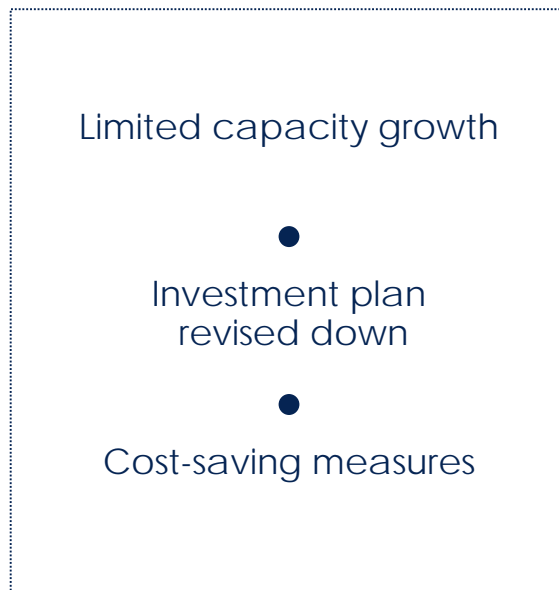 Limited capacity growth
●
Investment plan
revised down
●
Cost-saving measures